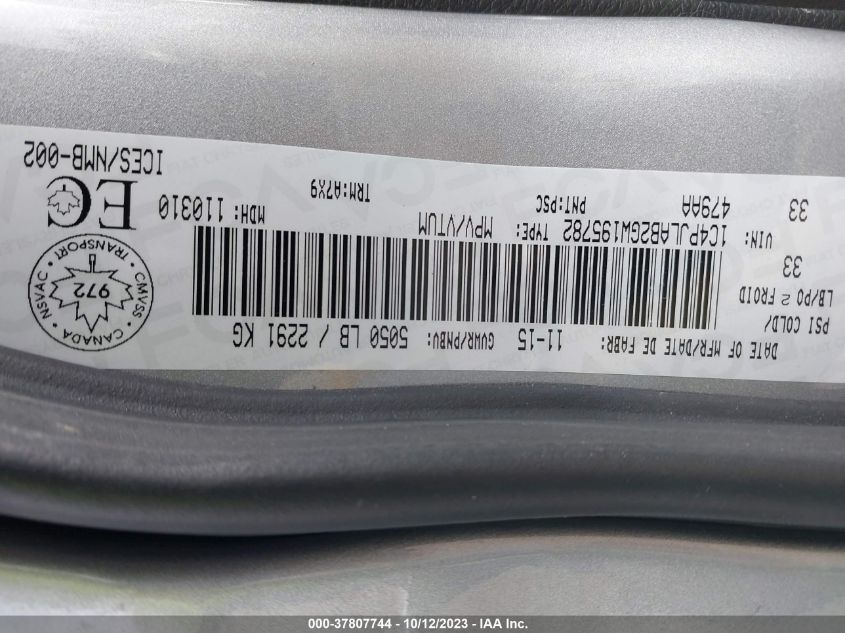 DATE OF MFR/DATE DE FABR: 11-15 GVWR/PNBV: 5050 LB / 2291 KG
PSI COLD/
LB/PO 2 FROID
33
CANADA • NSVAC • TRANSPORT • CMVSS
972
VIN: 1C4PJLAB2GW195782 TYPE: MPV/VTUM MDH: 110310
EC
33 479AA PNT:PSC TRM:A7X9
ICES/NMB-002
000-37807744 - 10/12/2023 - IAA Inc.